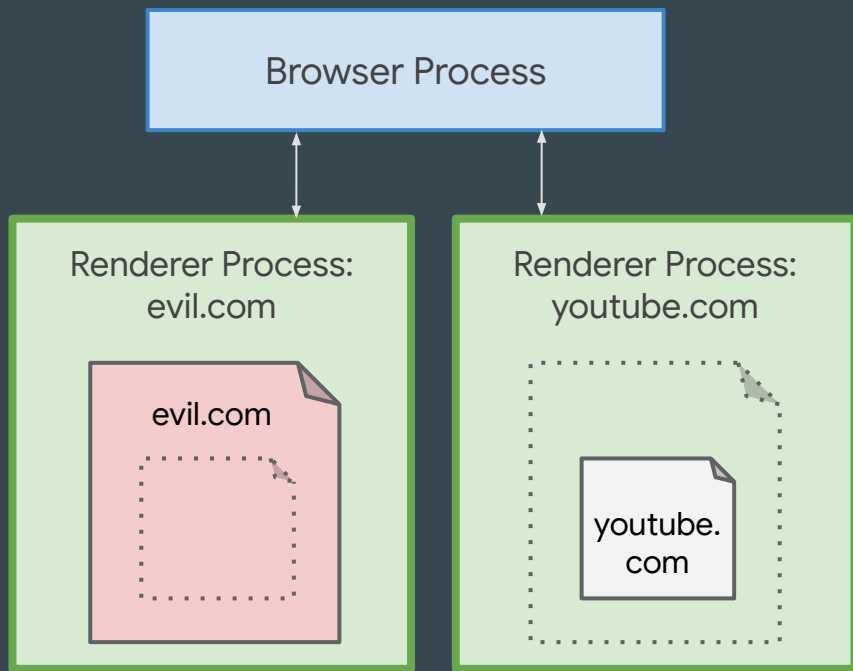 Browser Process
Renderer Process:
evil.com
Renderer Process:
youtube.com
evil.com
youtube.
com